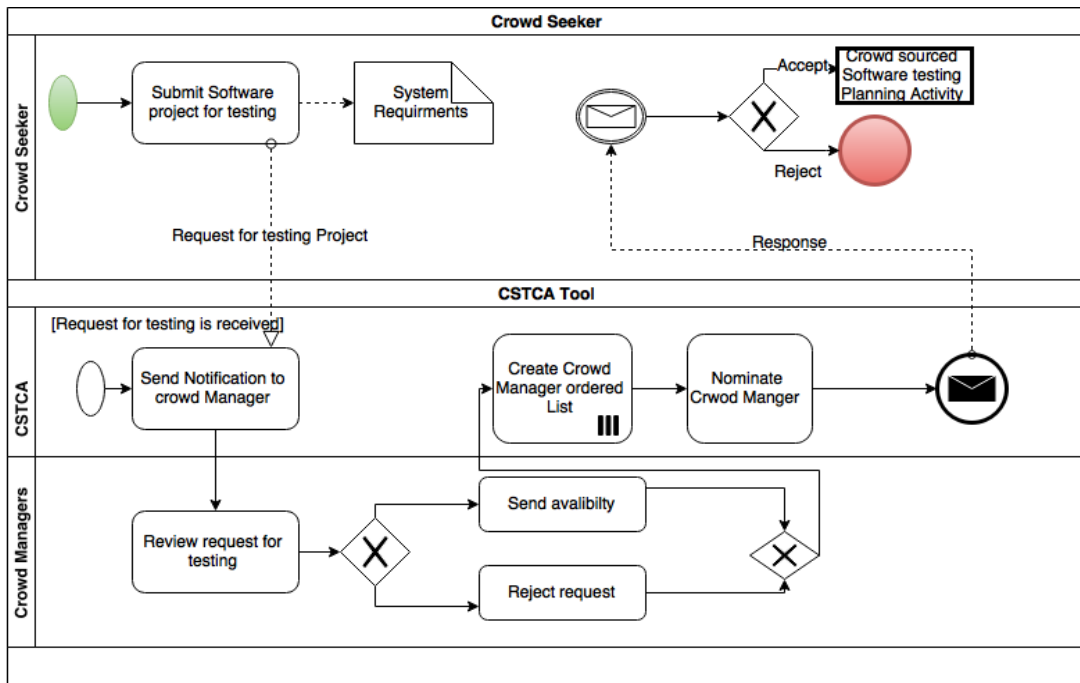 Crowd Seeker
Crowd Seeker
Submit Software
project for testing
System
Requirments
Accept
Crowd sourced
Software testing
Planning Activity
Reject
Request for testing Project
Response
CSTCA Tool
CSTCA
[Request for testing is received]
Send Notification to
crowd Manager
Create Crowd
Manager ordered
List
Nominate
Crwod Manger
Crowd Managers
Review request for
testing
Send avalibilty
Reject request